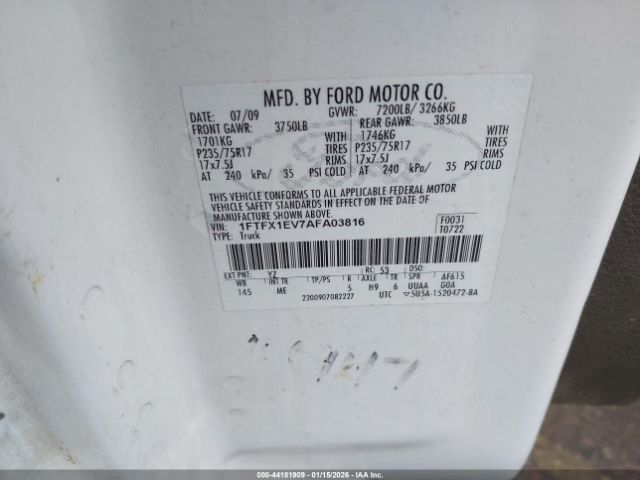 MFD. BY FORD MOTOR CO.
DATE: 07/09 GVWR: 7200LB/ 3266KG
FRONT GAWR: 3750LB REAR GAWR: 3850LB
1701KG WITH 1746KG WITH
P235/75R17 TIRES P235/75R17 TIRES
17x7.5J RIMS 17x7.5J RIMS
AT 240 kPa/ 35 PSI COLD AT 240 kPa/ 35 PSI COLD
THIS VEHICLE CONFORMS TO ALL APPLICABLE FEDERAL MOTOR
VEHICLE SAFETY STANDARDS IN EFFECT ON THE DATE OF
MANUFACTURE SHOWN ABOVE.
VIN: 1FTFX1EV7AFA03816 F0031
TYPE: Truck T0722
EXT PNT: YZ RC: 53 DSO:
WB INT TR TP/PS R AXLE TR SPR AF615
145 ME 5 H9 6 UUAA G0A
2200907082227 UTC 5U5A-1520472-BA
Ford
000-44181909 - 01/15/2026 - IAAI.COM